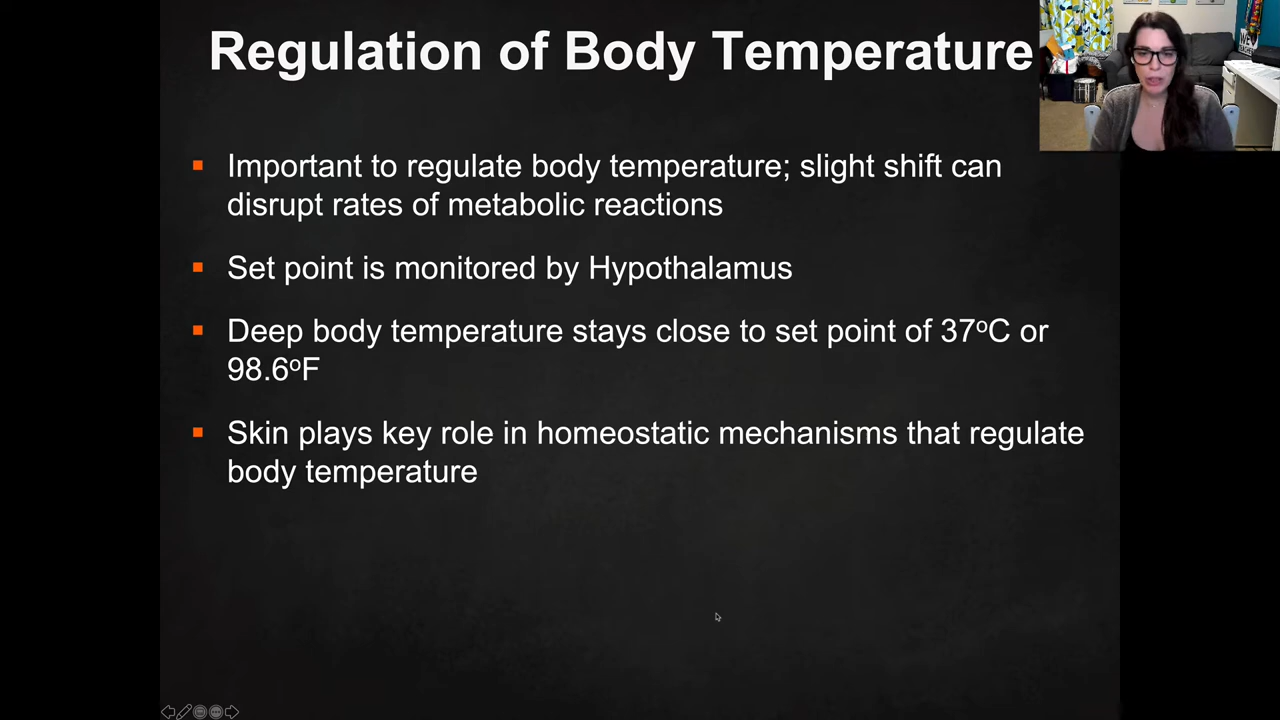 Regulation of Body Temperature
▪ Important to regulate body temperature; slight shift can
disrupt rates of metabolic reactions
▪ Set point is monitored by Hypothalamus
▪ Deep body temperature stays close to set point of 37ºC or
98.6ºF
▪ Skin plays key role in homeostatic mechanisms that regulate
body temperature